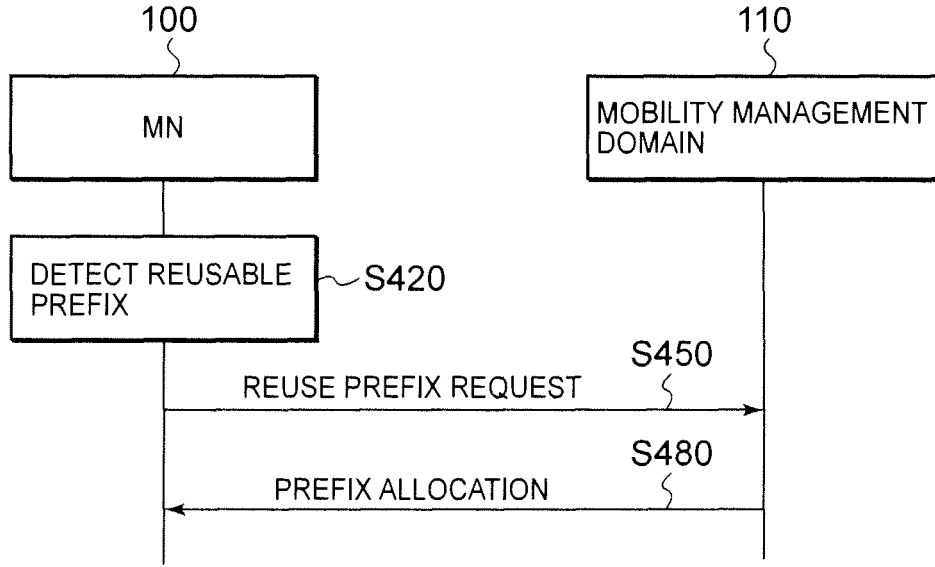 100
110
MN
MOBILITY MANAGEMENT
DOMAIN
DETECT REUSABLE
PREFIX
S420
S450
REUSE PREFIX REQUEST
S480
PREFIX ALLOCATION